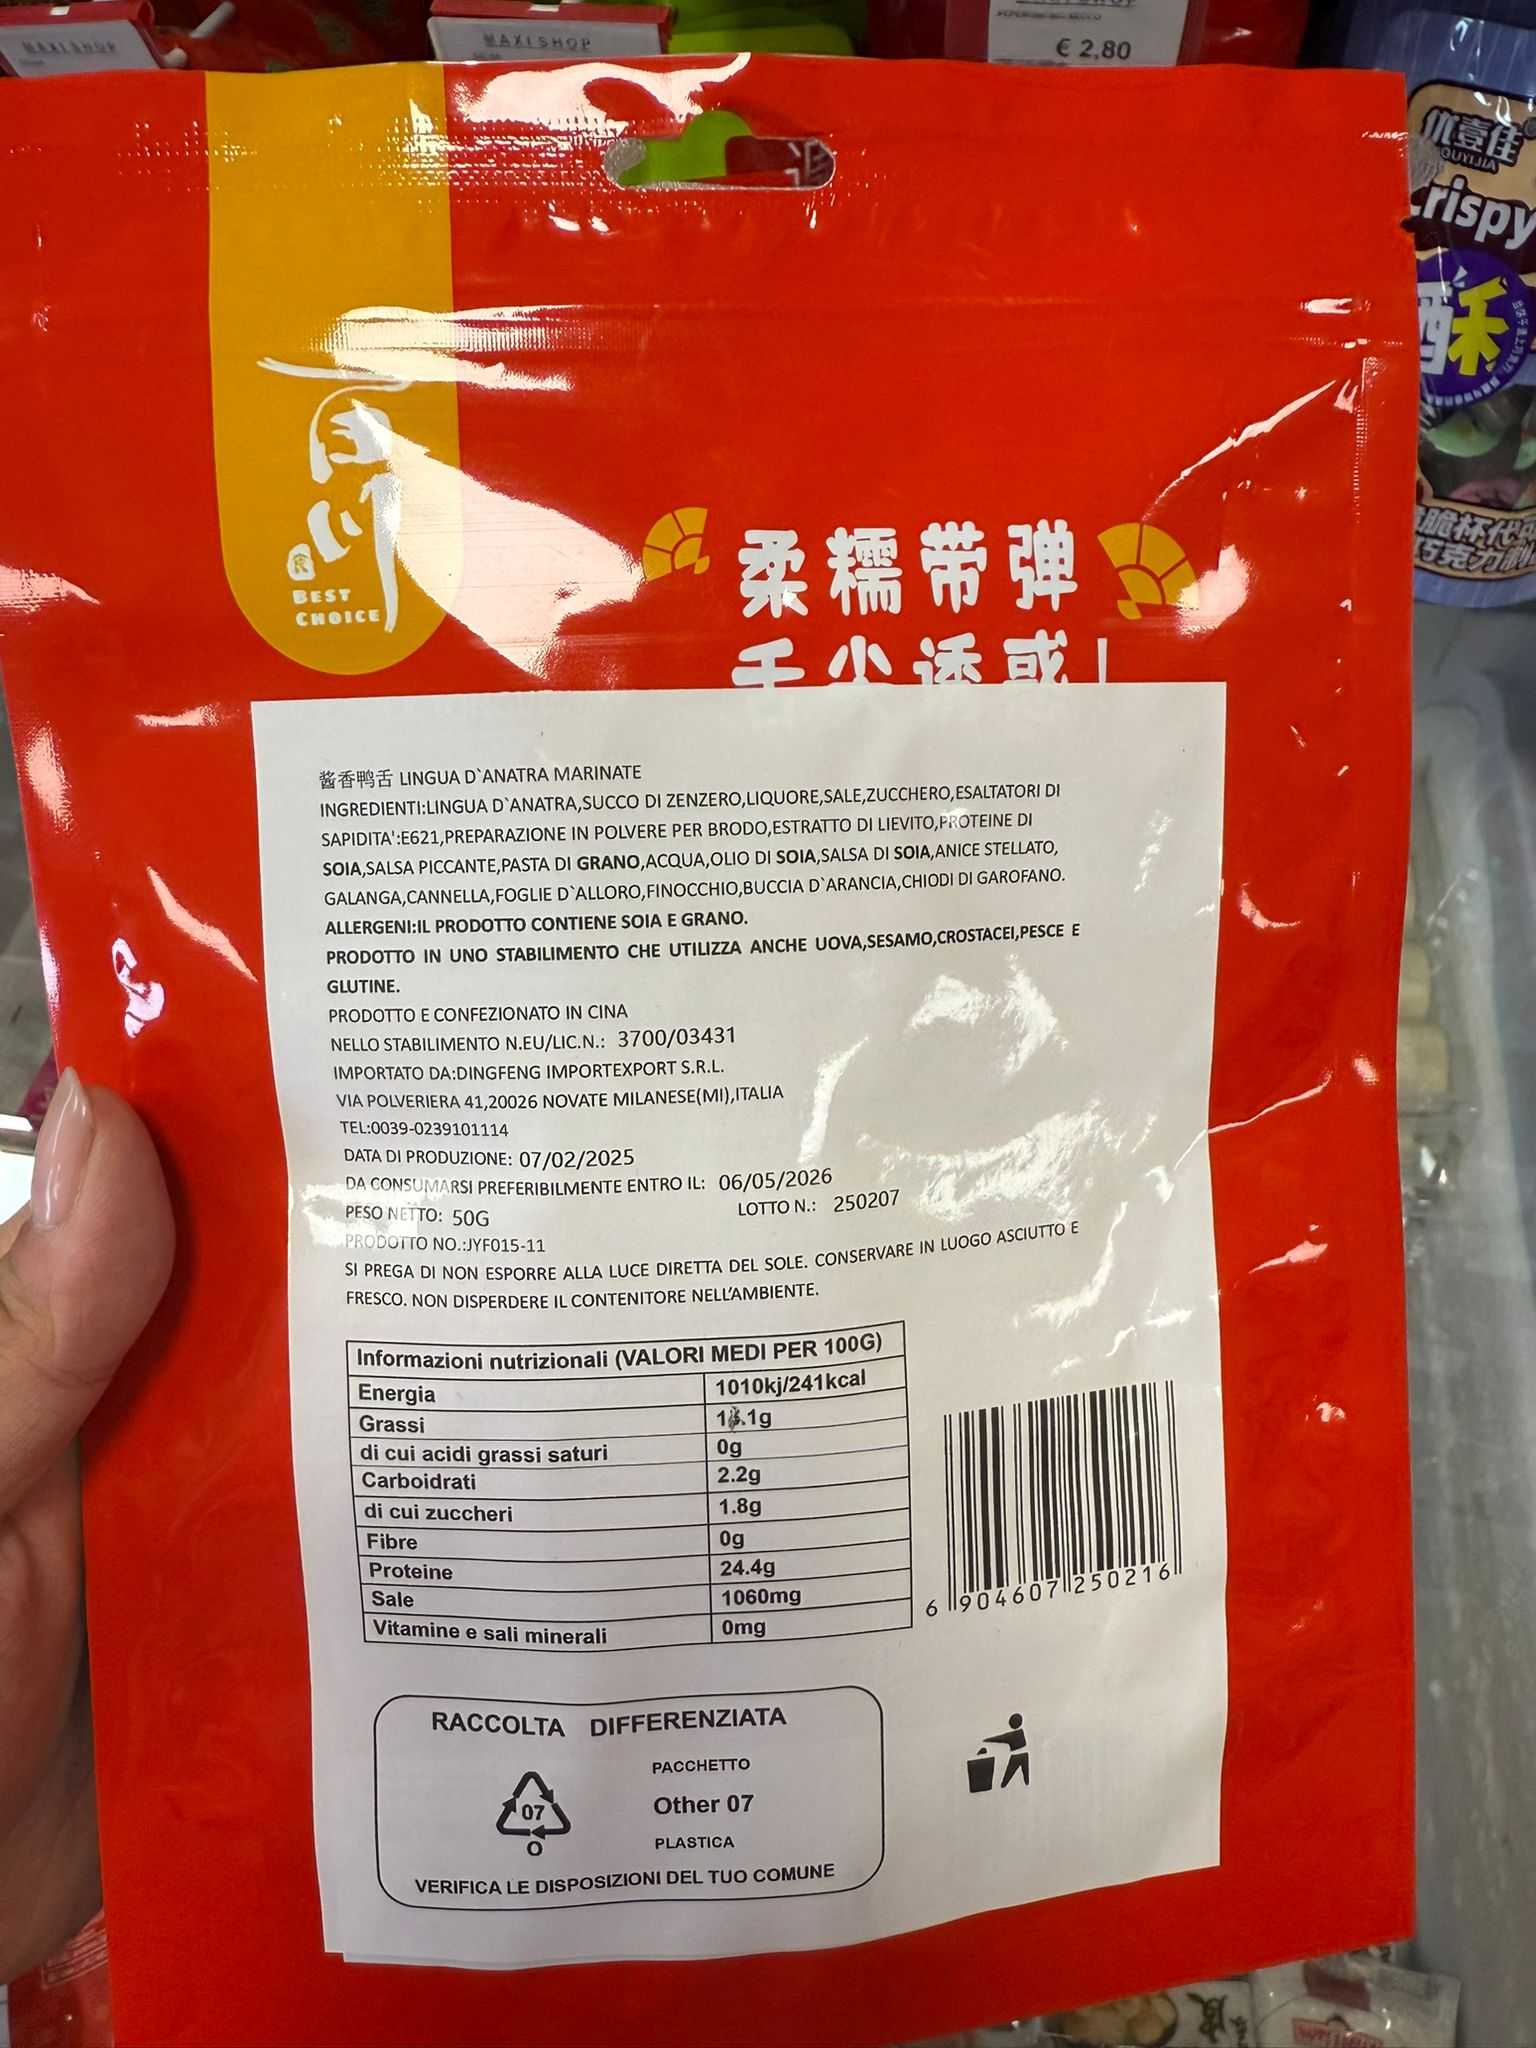 MAXI SHOP
MAXI SHOP
€ 2,80
休壹佳
QUYIJIA
Crispy
酥
BEST
CHOICE
柔糯带弹
舌尖诱惑!
酱香鸭舌 LINGUA D`ANATRA MARINATE
INGREDIENTI:LINGUA D`ANATRA,SUCCO DI ZENZERO,LIQUORE,SALE,ZUCCHERO,ESALTATORI DI
SAPIDITA':E621,PREPARAZIONE IN POLVERE PER BRODO,ESTRATTO DI LIEVITO,PROTEINE DI
SOIA,SALSA PICCANTE,PASTA DI GRANO,ACQUA,OLIO DI SOIA,SALSA DI SOIA,ANICE STELLATO,
GALANGA,CANNELLA,FOGLIE D`ALLORO,FINOCCHIO,BUCCIA D`ARANCIA,CHIODI DI GAROFANO.
ALLERGENI:IL PRODOTTO CONTIENE SOIA E GRANO.
PRODOTTO IN UNO STABILIMENTO CHE UTILIZZA ANCHE UOVA,SESAMO,CROSTACEI,PESCE E
GLUTINE.
PRODOTTO E CONFEZIONATO IN CINA
NELLO STABILIMENTO N.EU/LIC.N.: 3700/03431
IMPORTATO DA:DINGFENG IMPORTEXPORT S.R.L.
VIA POLVERIERA 41,20026 NOVATE MILANESE(MI),ITALIA
TEL:0039-0239101114
DATA DI PRODUZIONE: 07/02/2025
DA CONSUMARSI PREFERIBILMENTE ENTRO IL: 06/05/2026
PESO NETTO: 50G LOTTO N.: 250207
PRODOTTO NO.:JYF015-11
SI PREGA DI NON ESPORRE ALLA LUCE DIRETTA DEL SOLE. CONSERVARE IN LUOGO ASCIUTTO E
FRESCO. NON DISPERDERE IL CONTENITORE NELL'AMBIENTE.
Informazioni nutrizionali (VALORI MEDI PER 100G)
Energia 1010kj/241kcal
Grassi
di cui acidi grassi saturi 0g
Carboidrati 2.2g
di cui zuccheri 1.8g
Fibre 0g
Proteine 24.4g
Sale 1060mg
Vitamine e sali minerali 0mg
6 904607 250216
RACCOLTA DIFFERENZIATA
PACCHETTO
07
Other 07
O
PLASTICA
VERIFICA LE DISPOSIZIONI DEL TUO COMUNE